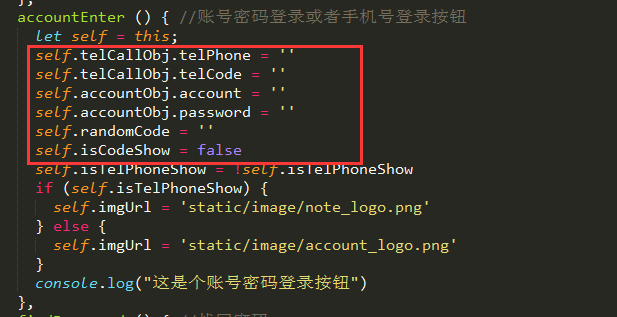 },
accountEnter () { //账号密码登录或者手机号登录按钮
let self = this;
self.telCallObj.telPhone = ''
self.telCallObj.telCode = ''
self.accountObj.account = ''
self.accountObj.password = ''
self.randomCode = ''
self.isCodeShow = false
self.isTelPhoneShow = !self.isTelPhoneShow
if (self.isTelPhoneShow) {
self.imgUrl = 'static/image/note_logo.png'
} else {
self.imgUrl = 'static/image/account_logo.png'
}
console.log("这是个账号密码登录按钮")
},